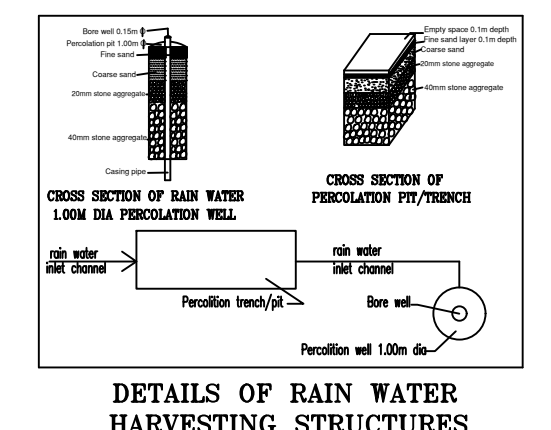 Bore well 0.15m ϕ
Percolation pit 1.00m ϕ
Fine sand
Coarse sand
20mm stone aggregate
40mm stone aggregate
Casing pipe
CROSS SECTION OF RAIN WATER
1.00M DIA PERCOLATION WELL
Empty space 0.1m depth
Fine sand layer 0.1m depth
Coarse sand
20mm stone aggregate
40mm stone aggregate
CROSS SECTION OF
PERCOLATION PIT/TRENCH
rain water
inlet channel
Percolition trench/pit
rain water
inlet channel
Bore well
Percolition well 1.00m dia
DETAILS OF RAIN WATER
HARVESTING STRUCTURES